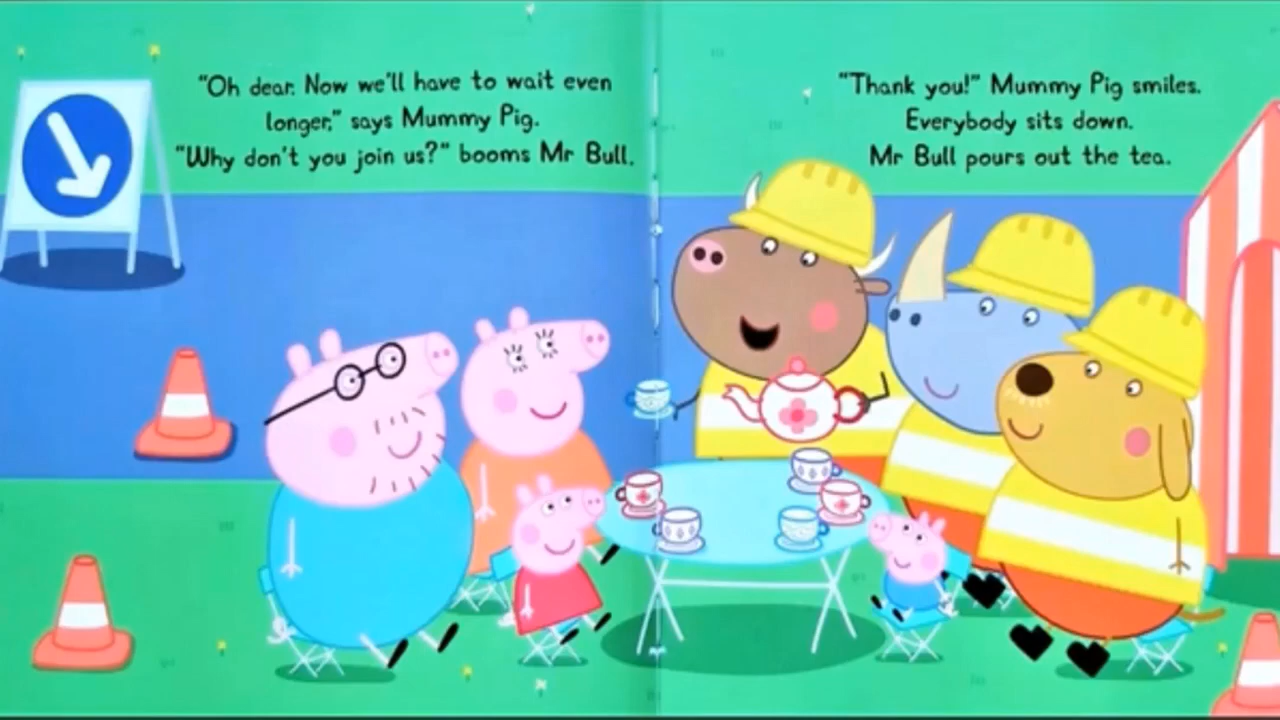 "Oh dear. Now we'll have to wait even
longer," says Mummy Pig.
"Why don't you join us?" booms Mr Bull.
"Thank you!" Mummy Pig smiles.
Everybody sits down.
Mr Bull pours out the tea.